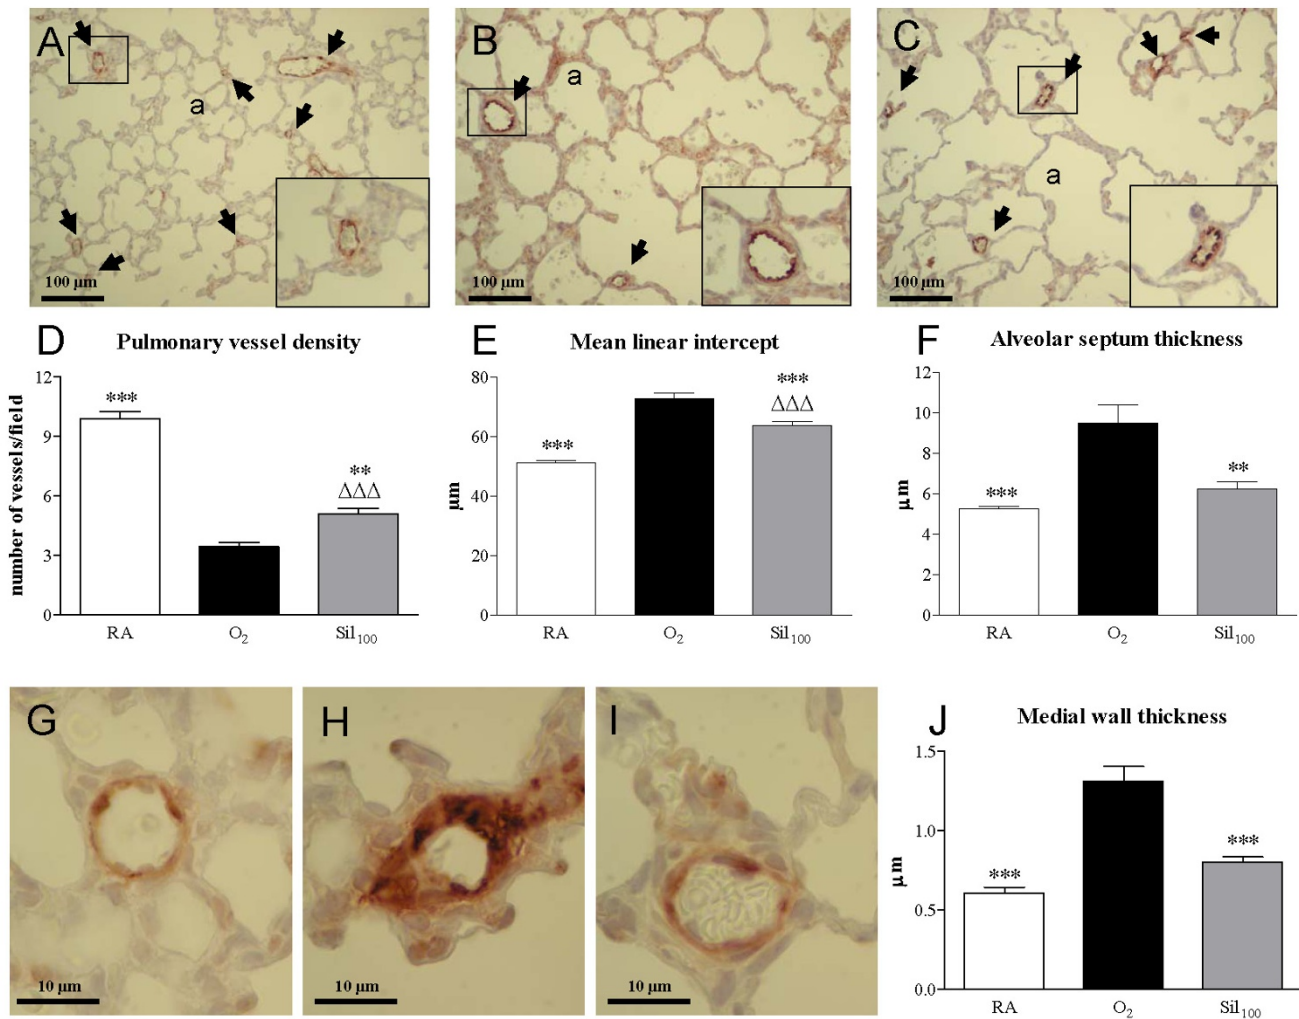 A
a
100 µm
B
a
100 µm
C
a
100 µm
D
Pulmonary vessel density
number of vessels/field
12
9
6
3
0
***
**
ΔΔΔ
RA
O2
Sil100
E
Mean linear intercept
µm
80
60
40
20
0
***
***
ΔΔΔ
RA
O2
Sil100
F
Alveolar septum thickness
µm
12
10
8
6
4
2
0
***
**
RA
O2
Sil100
G
10 µm
H
10 µm
I
10 µm
J
Medial wall thickness
µm
1.5
1.0
0.5
0.0
***
***
RA
O2
Sil100